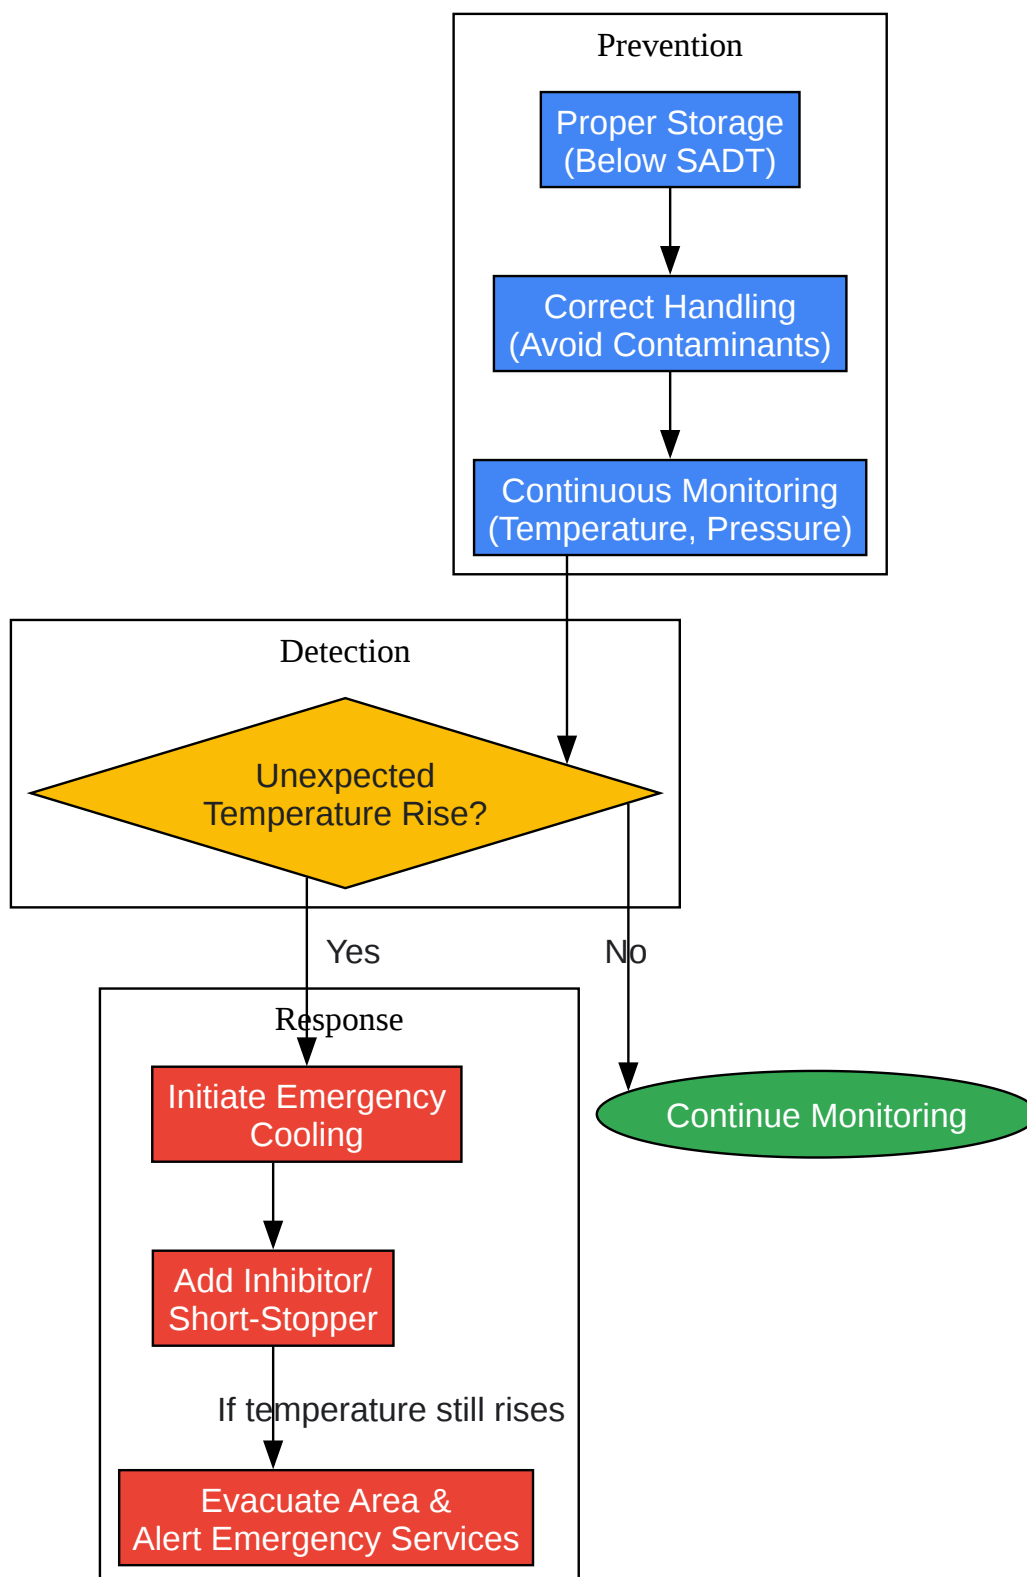 Prevention
Proper Storage
(Below SADT)
Correct Handling
(Avoid Contaminants)
Continuous Monitoring
(Temperature, Pressure)
Detection
Unexpected
Temperature Rise?
Yes
No
Response
Initiate Emergency
Cooling
Continue Monitoring
Add Inhibitor/
Short-Stopper
If temperature still rises
Evacuate Area &
Alert Emergency Services